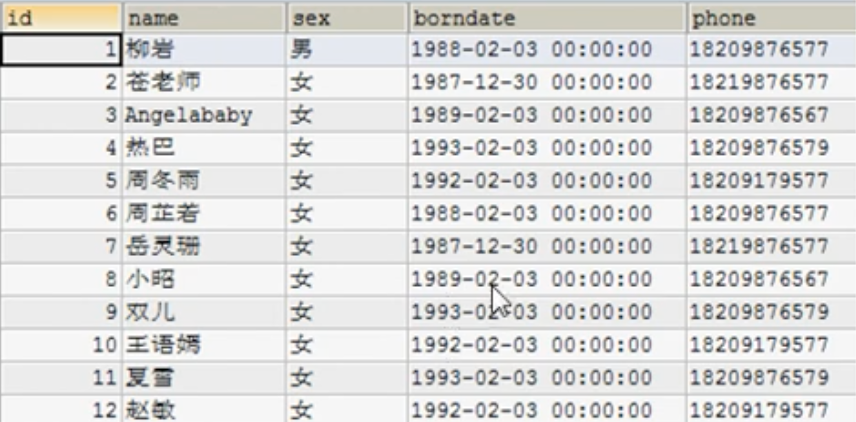 id name sex borndate phone
1 柳岩 男 1988-02-03 00:00:00 18209876577
2 苍老师 女 1987-12-30 00:00:00 18219876577
3 Angelababy 女 1989-02-03 00:00:00 18209876567
4 热巴 女 1993-02-03 00:00:00 18209876579
5 周冬雨 女 1992-02-03 00:00:00 18209179577
6 周芷若 女 1988-02-03 00:00:00 18209876577
7 岳灵珊 女 1987-12-30 00:00:00 18219876577
8 小昭 女 1989-02-03 00:00:00 18209876567
9 双儿 女 1993-02-03 00:00:00 18209876579
10 王语嫣 女 1992-02-03 00:00:00 18209179577
11 夏雪 女 1993-02-03 00:00:00 18209876579
12 赵敏 女 1992-02-03 00:00:00 18209179577